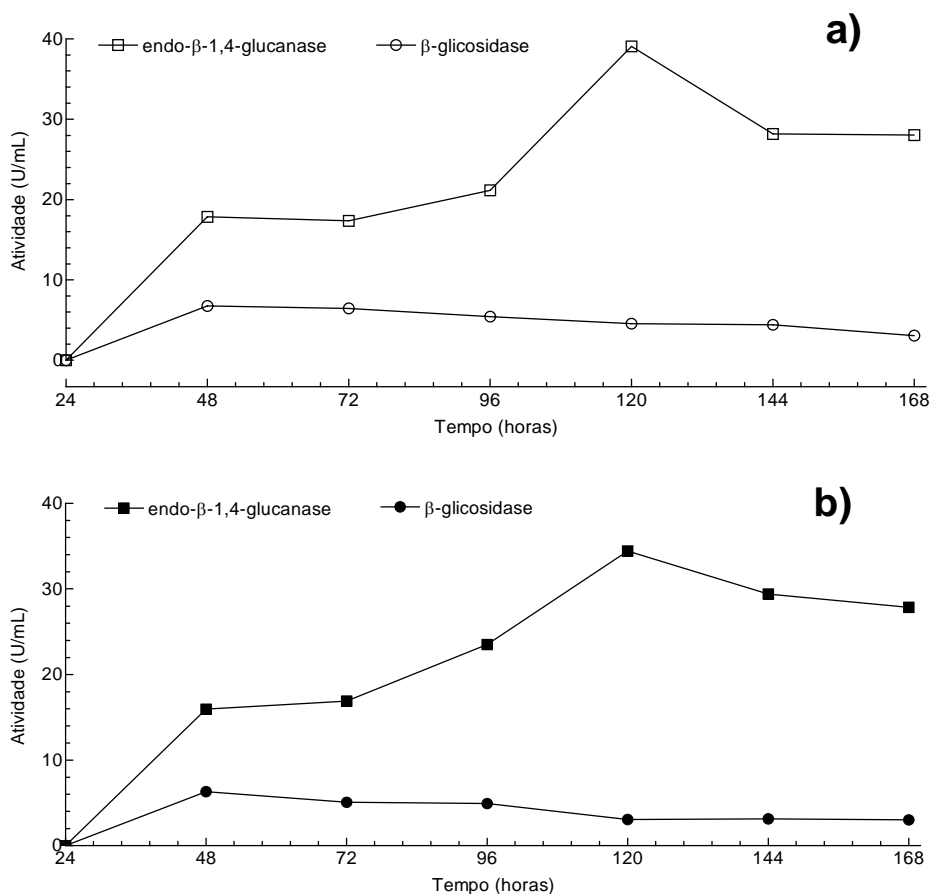 a)
endo-β-1,4-glucanase β-glicosidase
40
30
20
10
0
Atividade (U/mL)
24 48 72 96 120 144 168
Tempo (horas)
b)
endo-β-1,4-glucanase β-glicosidase
40
30
20
10
0
Atividade (U/mL)
24 48 72 96 120 144 168
Tempo (horas)